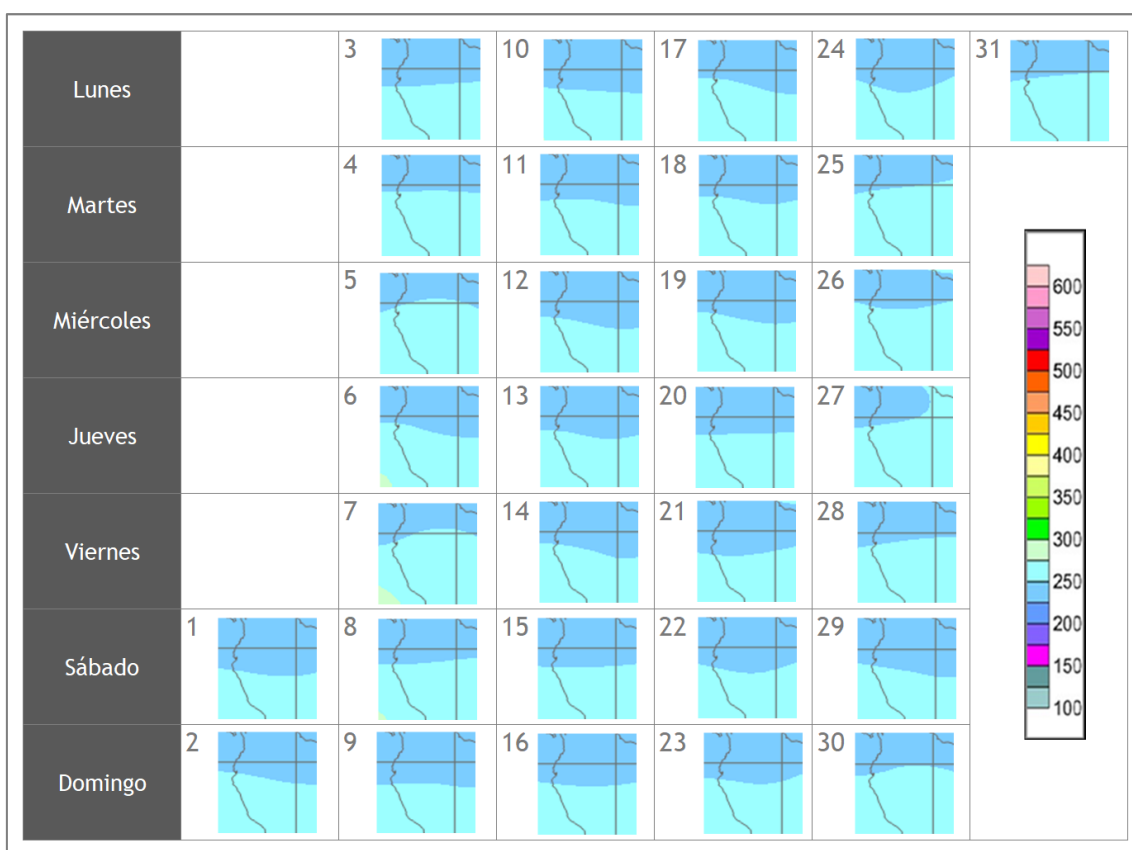 Lunes 3 10 17 24 31
Martes 4 11 18 25
Miércoles 5 12 19 26
Jueves 6 13 20 27
Viernes 7 14 21 28
Sábado 1 8 15 22 29
Domingo 2 9 16 23 30
600
550
500
450
400
350
300
250
200
150
100